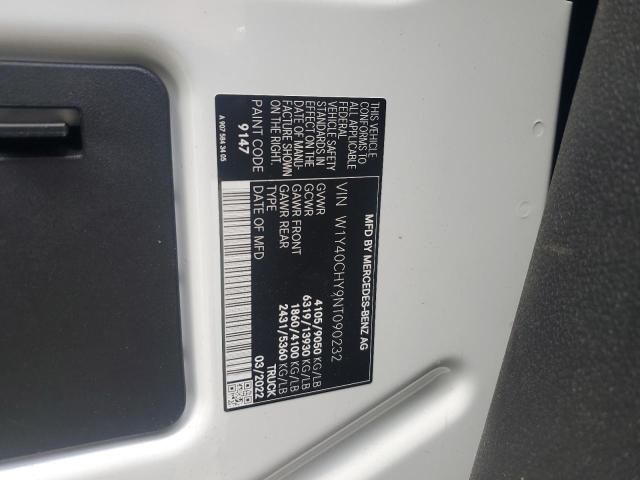 MFD BY MERCEDES-BENZ AG
VIN W1Y40CHY9NT090232
THIS VEHICLE
CONFORMS TO
ALL APPLICABLE
FEDERAL
VEHICLE SAFETY
STANDARDS IN
EFFECT ON THE
DATE OF MANU-
FACTURE SHOWN
ON THE RIGHT.
PAINT CODE
9147
GVWR 4105/9050 KG/LB
GCWR 6319/13930 KG/LB
GAWR FRONT 1860/4100 KG/LB
GAWR REAR 2431/5360 KG/LB
TYPE TRUCK
DATE OF MFD 03/2022
A 907 584 34 05